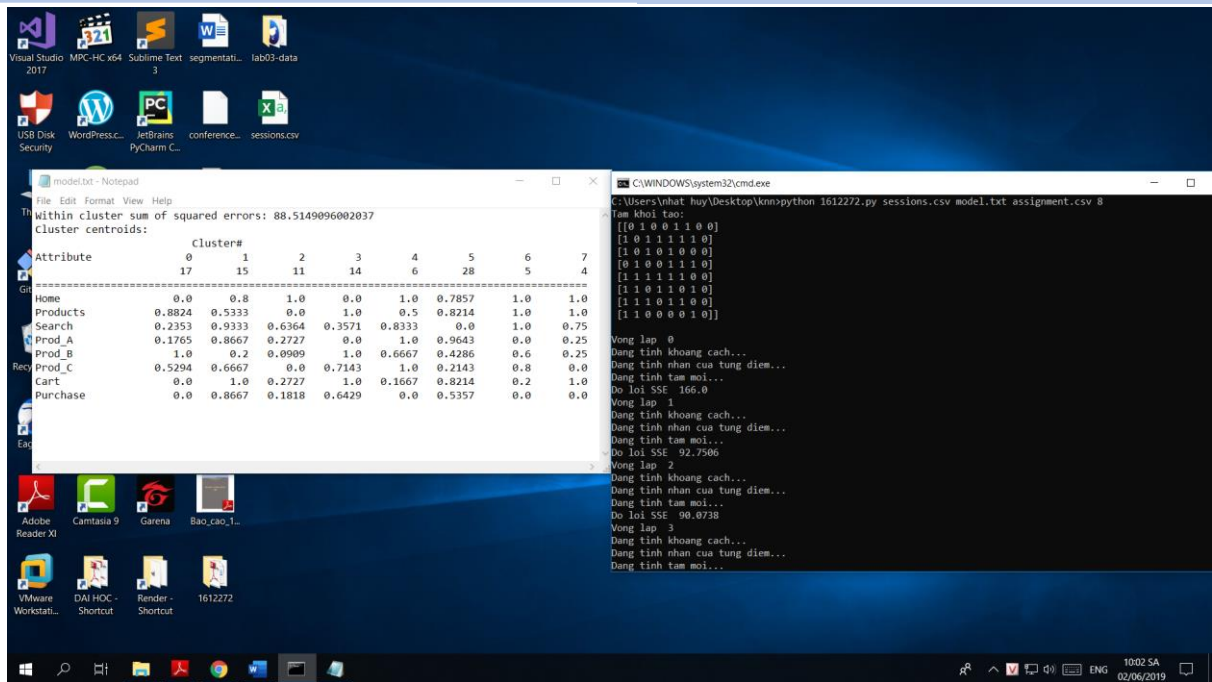 Visual Studio 2017
MPC-HC x64
Sublime Text 3
segmentati...
lab03-data
USB Disk Security
WordPress.c...
JetBrains PyCharm C...
conference...
sessions.csv
model.txt - Notepad
File Edit Format View Help
Within cluster sum of squared errors: 88.5149096002037
Cluster centroids:
Cluster#
Attribute 0 1 2 3 4 5 6 7
17 15 11 14 6 28 5 4
Home 0.0 0.8 1.0 0.0 1.0 0.7857 1.0 1.0
Products 0.8824 0.5333 0.0 1.0 0.5 0.8214 1.0 1.0
Search 0.2353 0.9333 0.6364 0.3571 0.8333 0.0 1.0 0.75
Prod_A 0.1765 0.8667 0.2727 0.0 1.0 0.9643 0.0 0.25
Prod_B 1.0 0.2 0.0909 1.0 0.6667 0.4286 0.6 0.25
Prod_C 0.5294 0.6667 0.0 0.7143 1.0 0.2143 0.8 0.0
Cart 0.0 1.0 0.2727 1.0 0.1667 0.8214 0.2 1.0
Purchase 0.0 0.8667 0.1818 0.6429 0.0 0.5357 0.0 0.0
C:\WINDOWS\system32\cmd.exe
C:\Users\nhat huy\Desktop\knn>python 1612272.py sessions.csv model.txt assignment.csv 8
Tam khoi tao:
[[0 1 0 0 1 1 0 0]
[1 0 1 1 1 1 1 0]
[1 0 1 0 1 0 0 0]
[0 1 0 0 1 1 1 0]
[1 1 1 1 1 1 0 0]
[1 1 0 1 1 0 1 0]
[1 1 1 0 1 1 0 0]
[1 1 0 0 0 0 1 0]]
Vong lap 0
Dang tinh khoang cach...
Dang tinh nhan cua tung diem...
Dang tinh tam moi...
Do loi SSE 166.0
Vong lap 1
Dang tinh khoang cach...
Dang tinh nhan cua tung diem...
Dang tinh tam moi...
Do loi SSE 92.7506
Vong lap 2
Dang tinh khoang cach...
Dang tinh nhan cua tung diem...
Dang tinh tam moi...
Do loi SSE 90.0738
Vong lap 3
Dang tinh khoang cach...
Dang tinh nhan cua tung diem...
Dang tinh tam moi...
Adobe Reader XI
Camtasia 9
Garena
Bao_cao_1...
VMware Workstati...
DAI HOC - Shortcut
Render - Shortcut
1612272
ENG
10:02 SA
02/06/2019